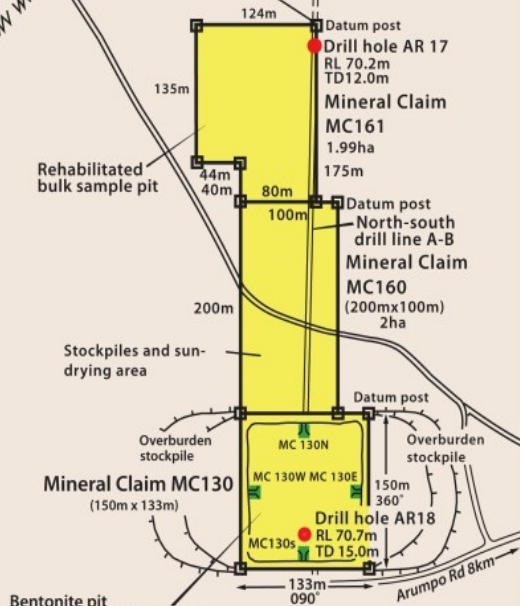 124m
Datum post
Drill hole AR 17
RL 70.2m
TD12.0m
135m
Mineral Claim
MC161
1.99ha
175m
Rehabilitated
bulk sample pit
44m
40m
80m
100m
Datum post
North-south
drill line A-B
Mineral Claim
MC160
(200mx100m)
2ha
200m
Stockpiles and sun-
drying area
Datum post
Overburden
stockpile
MC 130N
Overburden
stockpile
Mineral Claim MC130
(150m x 133m)
MC 130W MC 130E
150m
360°
Drill hole AR18
RL 70.7m
TD 15.0m
MC130s
133m
090°
Arumpo Rd 8km
Bentonite pit